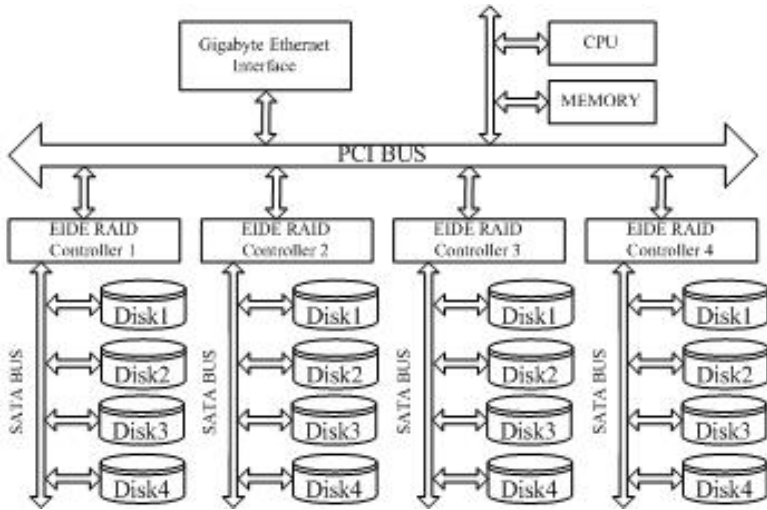 Gigabyte Ethernet
Interface
CPU
MEMORY
PCI BUS
EIDE RAID
Controller 1
EIDE RAID
Controller 2
EIDE RAID
Controller 3
EIDE RAID
Controller 4
SATA BUS
Disk1
Disk2
Disk3
Disk4
SATA BUS
Disk1
Disk2
Disk3
Disk4
SATA BUS
Disk1
Disk2
Disk3
Disk4
SATA BUS
Disk1
Disk2
Disk3
Disk4